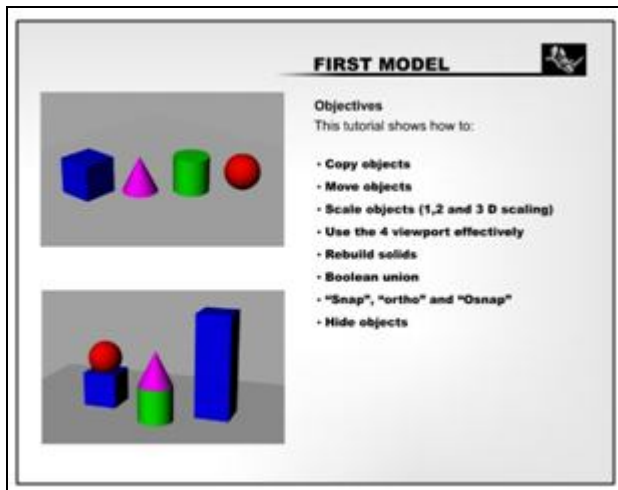 FIRST MODEL
Objectives
This tutorial shows how to:
• Copy objects
• Move objects
• Scale objects (1,2 and 3 D scaling)
• Use the 4 viewport effectively
• Rebuild solids
• Boolean union
• “Snap”, “ortho” and “Osnap”
• Hide objects